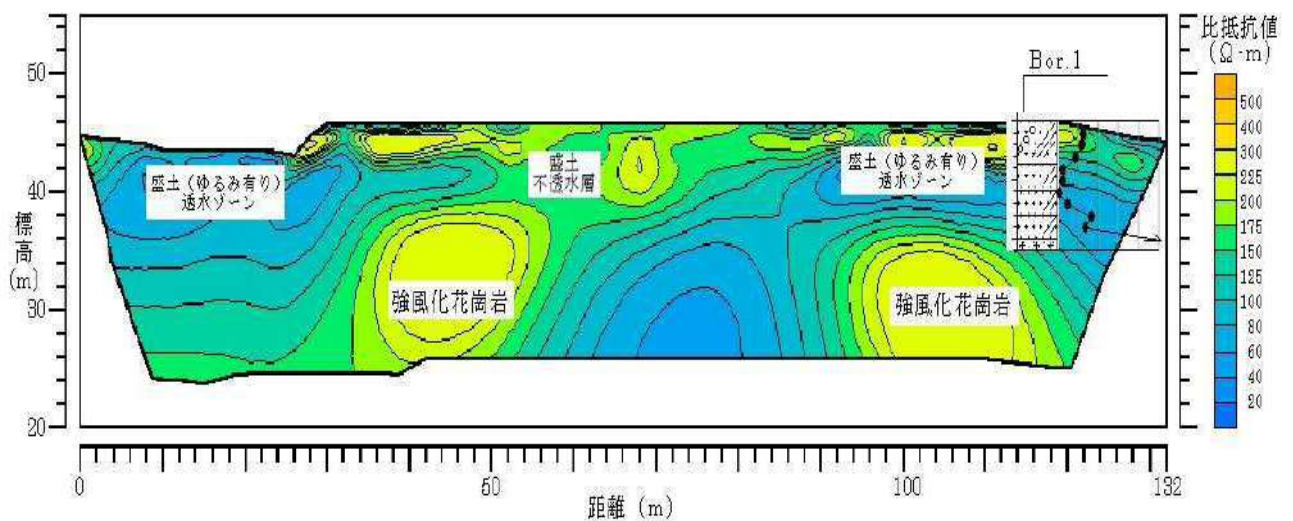 比抵抗値
(Ω-m)
Bor.1
50
40
30
20
標高
(m)
盛土(ゆるみ有り)
透水ゾーン
盛土
不透水層
盛土(ゆるみ有り)
透水ゾーン
強風化花崗岩
強風化花崗岩
500
400
300
225
200
175
150
125
100
80
60
40
20
0
50
100
132
距離 (m)